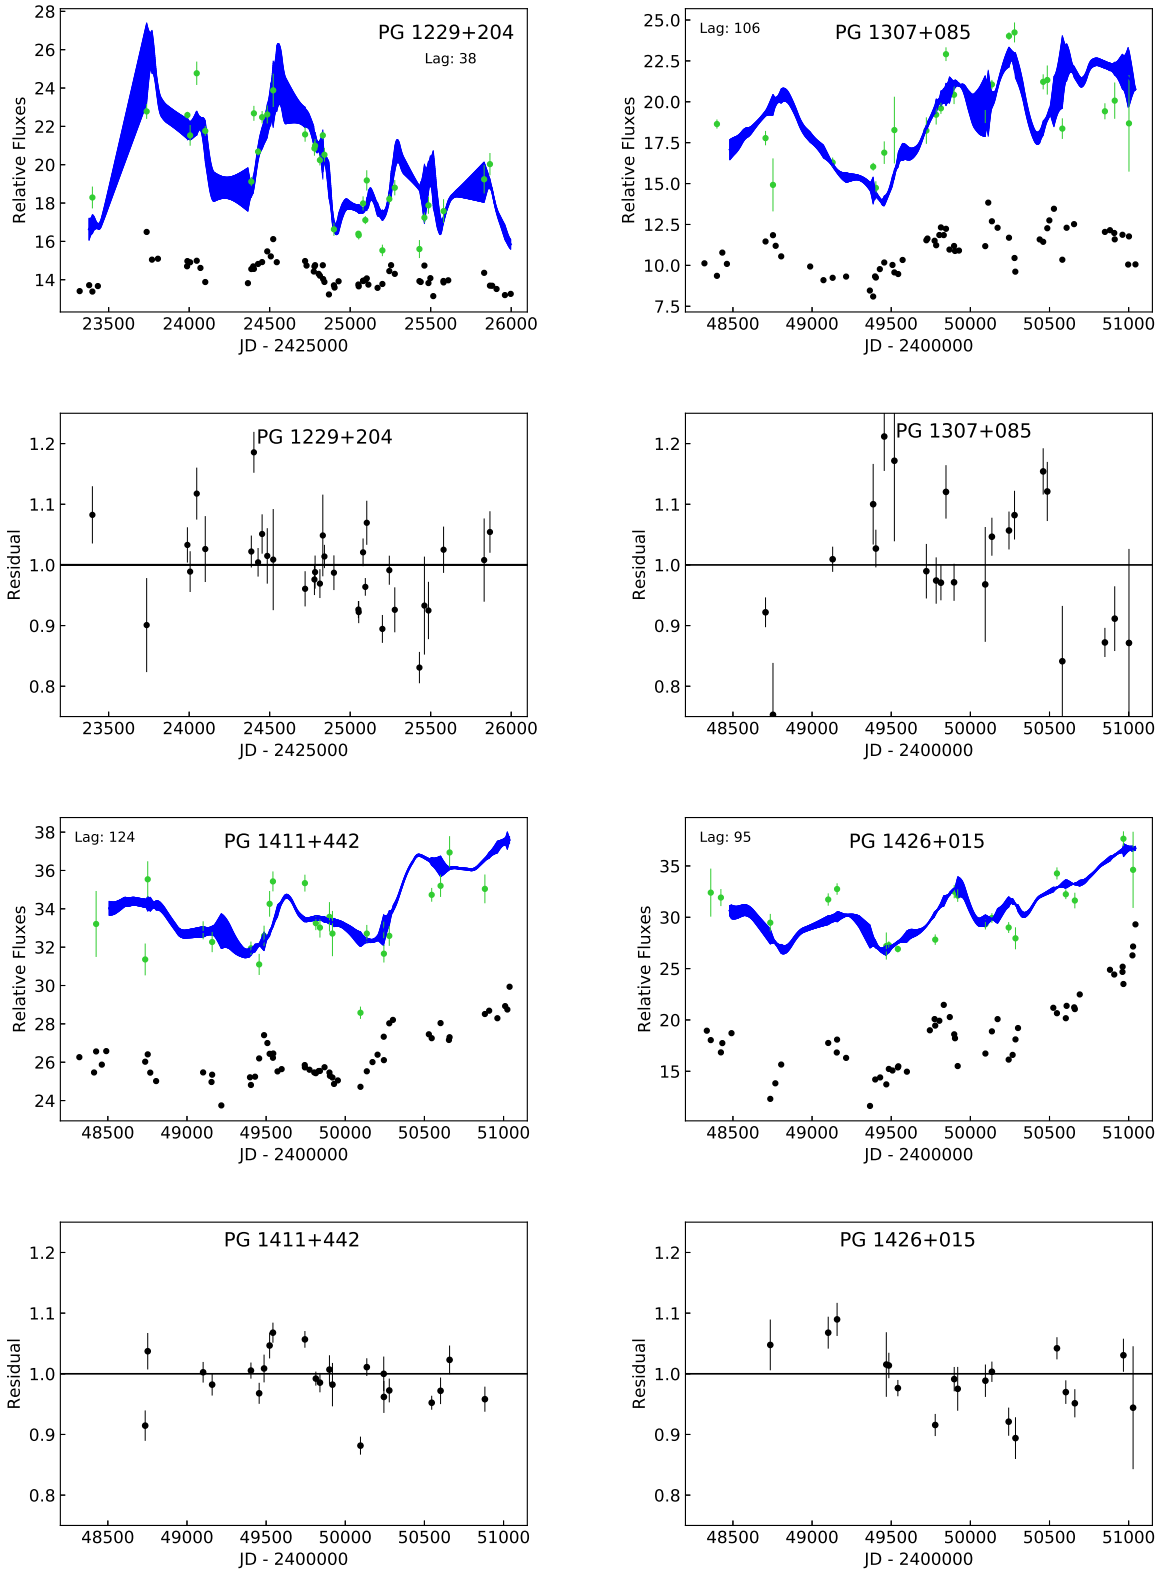 PG 1229+204
Lag: 38
Relative Fluxes
28
26
24
22
20
18
16
14
23500 24000 24500 25000 25500 26000
JD - 2425000
Lag: 106
PG 1307+085
Relative Fluxes
25.0
22.5
20.0
17.5
15.0
12.5
10.0
7.5
48500 49000 49500 50000 50500 51000
JD - 2400000
PG 1229+204
Residual
1.2
1.1
1.0
0.9
0.8
23500 24000 24500 25000 25500 26000
JD - 2425000
PG 1307+085
Residual
1.2
1.1
1.0
0.9
0.8
48500 49000 49500 50000 50500 51000
JD - 2400000
Lag: 124
PG 1411+442
Relative Fluxes
38
36
34
32
30
28
26
24
48500 49000 49500 50000 50500 51000
JD - 2400000
Lag: 95
PG 1426+015
Relative Fluxes
35
30
25
20
15
48500 49000 49500 50000 50500 51000
JD - 2400000
PG 1411+442
Residual
1.2
1.1
1.0
0.9
0.8
48500 49000 49500 50000 50500 51000
JD - 2400000
PG 1426+015
Residual
1.2
1.1
1.0
0.9
0.8
48500 49000 49500 50000 50500 51000
JD - 2400000